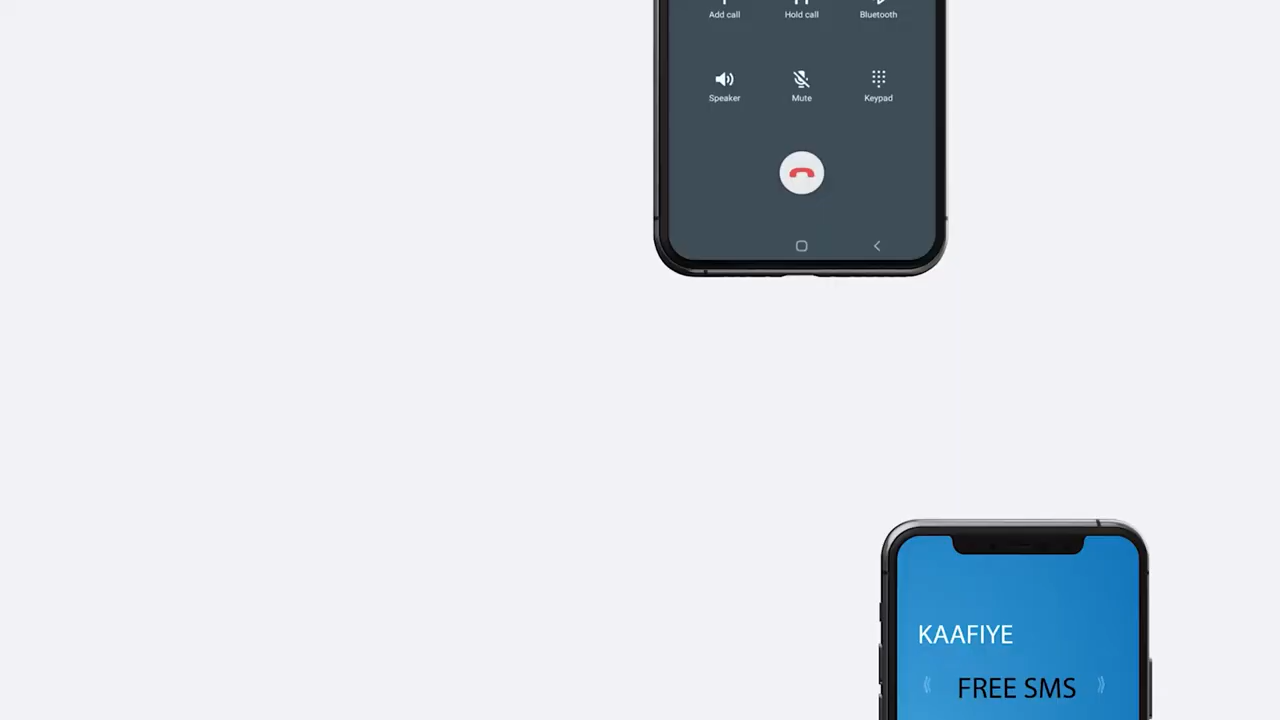 Add call Hold call Bluetooth
Speaker Mute Keypad
KAAFIYE
FREE SMS